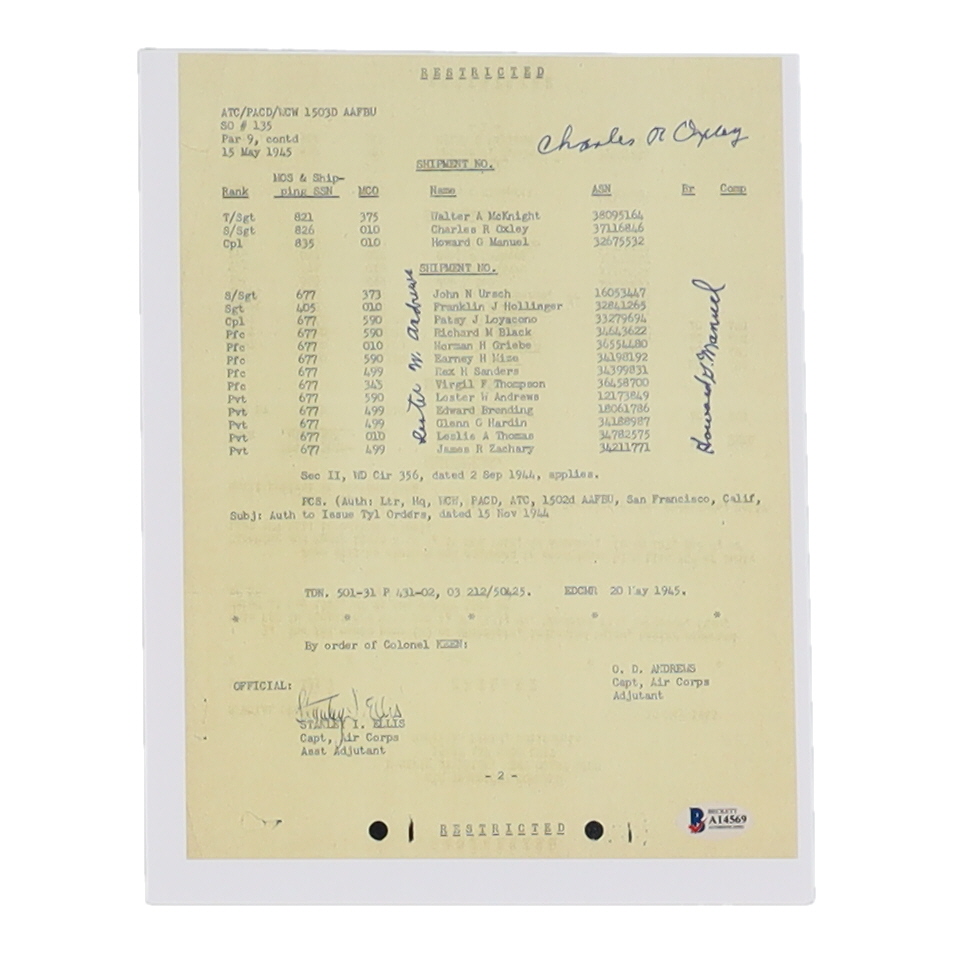 RESTRICTED
ATC/PACD/WCW 1503D AAFBU
SO # 135
Par 9, contd
15 May 1945
Charles R Oxley
SHIPMENT NO.
MOS & Ship-
Rank ping SSN MCO Name ASN Br Comp
T/Sgt 821 375 Walter A McKnight 38095164
S/Sgt 826 010 Charles R Oxley 37116846
Cpl 835 010 Howard G Manuel 32675532
SHIPMENT NO.
S/Sgt 677 373 John N Ursch 16053447
Sgt 405 010 Franklin J Hollinger 32841265
Cpl 677 590 Patsy J Loyacono 33279694
Pfc 677 590 Richard M Black 34643622
Pfc 677 010 Norman H Griebe 36554480
Pfc 677 590 Earney H Mize 34198192
Pfc 677 499 Rex H Sanders 34399831
Pfc 677 343 Virgil F Thompson 36458700
Pvt 677 590 Lester W Andrews 12173849
Pvt 677 499 Edward Brending 18061786
Pvt 677 499 Glenn G Hardin 34188987
Pvt 677 010 Leslie A Thomas 34782575
Pvt 677 499 James R Zachary 34211771
Lester W. Andrews
Howard G. Manuel
Sec II, WD Cir 356, dated 2 Sep 1944, applies.
PCS. (Auth: Ltr, Hq, WCW, PACD, ATC, 1502d AAFBU, San Francisco, Calif,
Subj: Auth to Issue Tyl Orders, dated 15 Nov 1944
TDN. 501-31 P 431-02, 03 212/50425. EDCMR 20 May 1945.
* * * * *
By order of Colonel KEEN:
O. D. ANDREWS
Capt, Air Corps
Adjutant
OFFICIAL:
Stanley I. Ellis
STANLEY I. ELLIS
Capt, Air Corps
Asst Adjutant
- 2 -
RESTRICTED
BECKETT
A14569